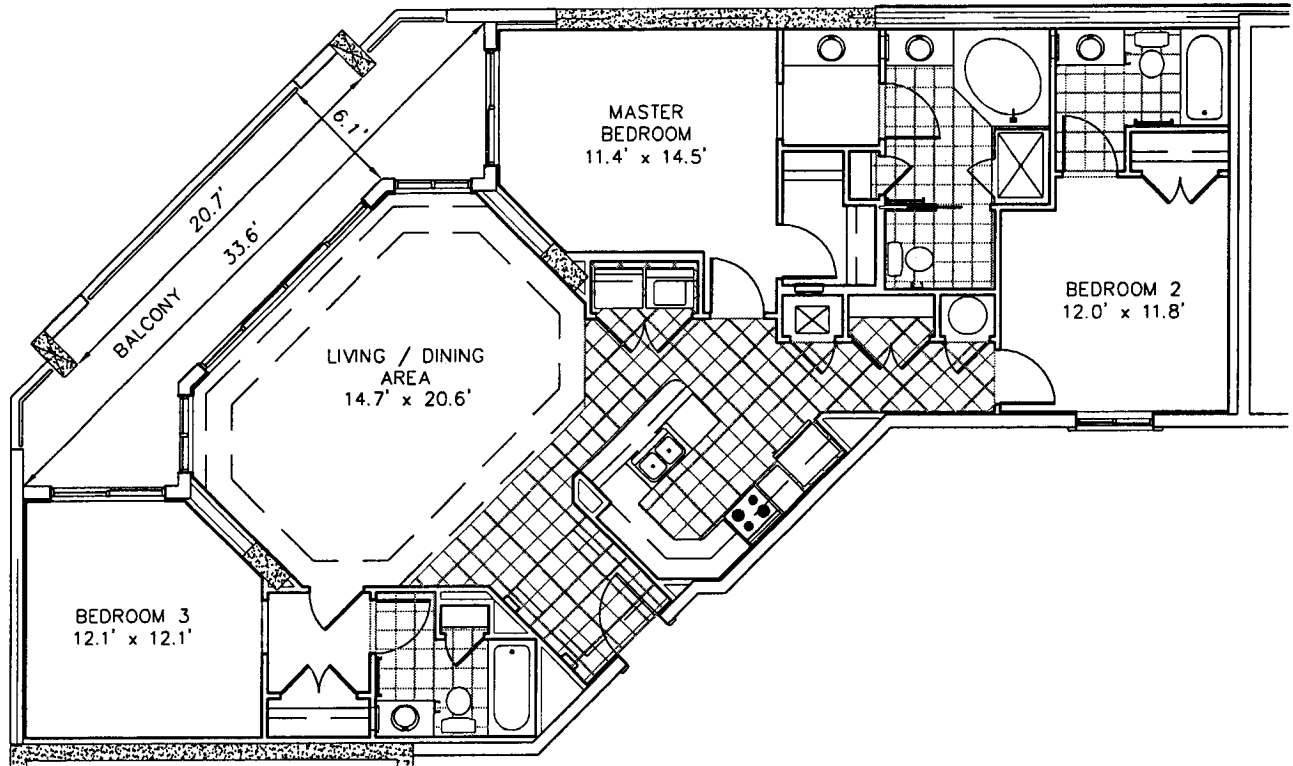 MASTER
BEDROOM
11.4' x 14.5'
6.1'
20.7'
33.6'
BALCONY
BEDROOM 2
12.0' x 11.8'
LIVING / DINING
AREA
14.7' x 20.6'
BEDROOM 3
12.1' x 12.1'